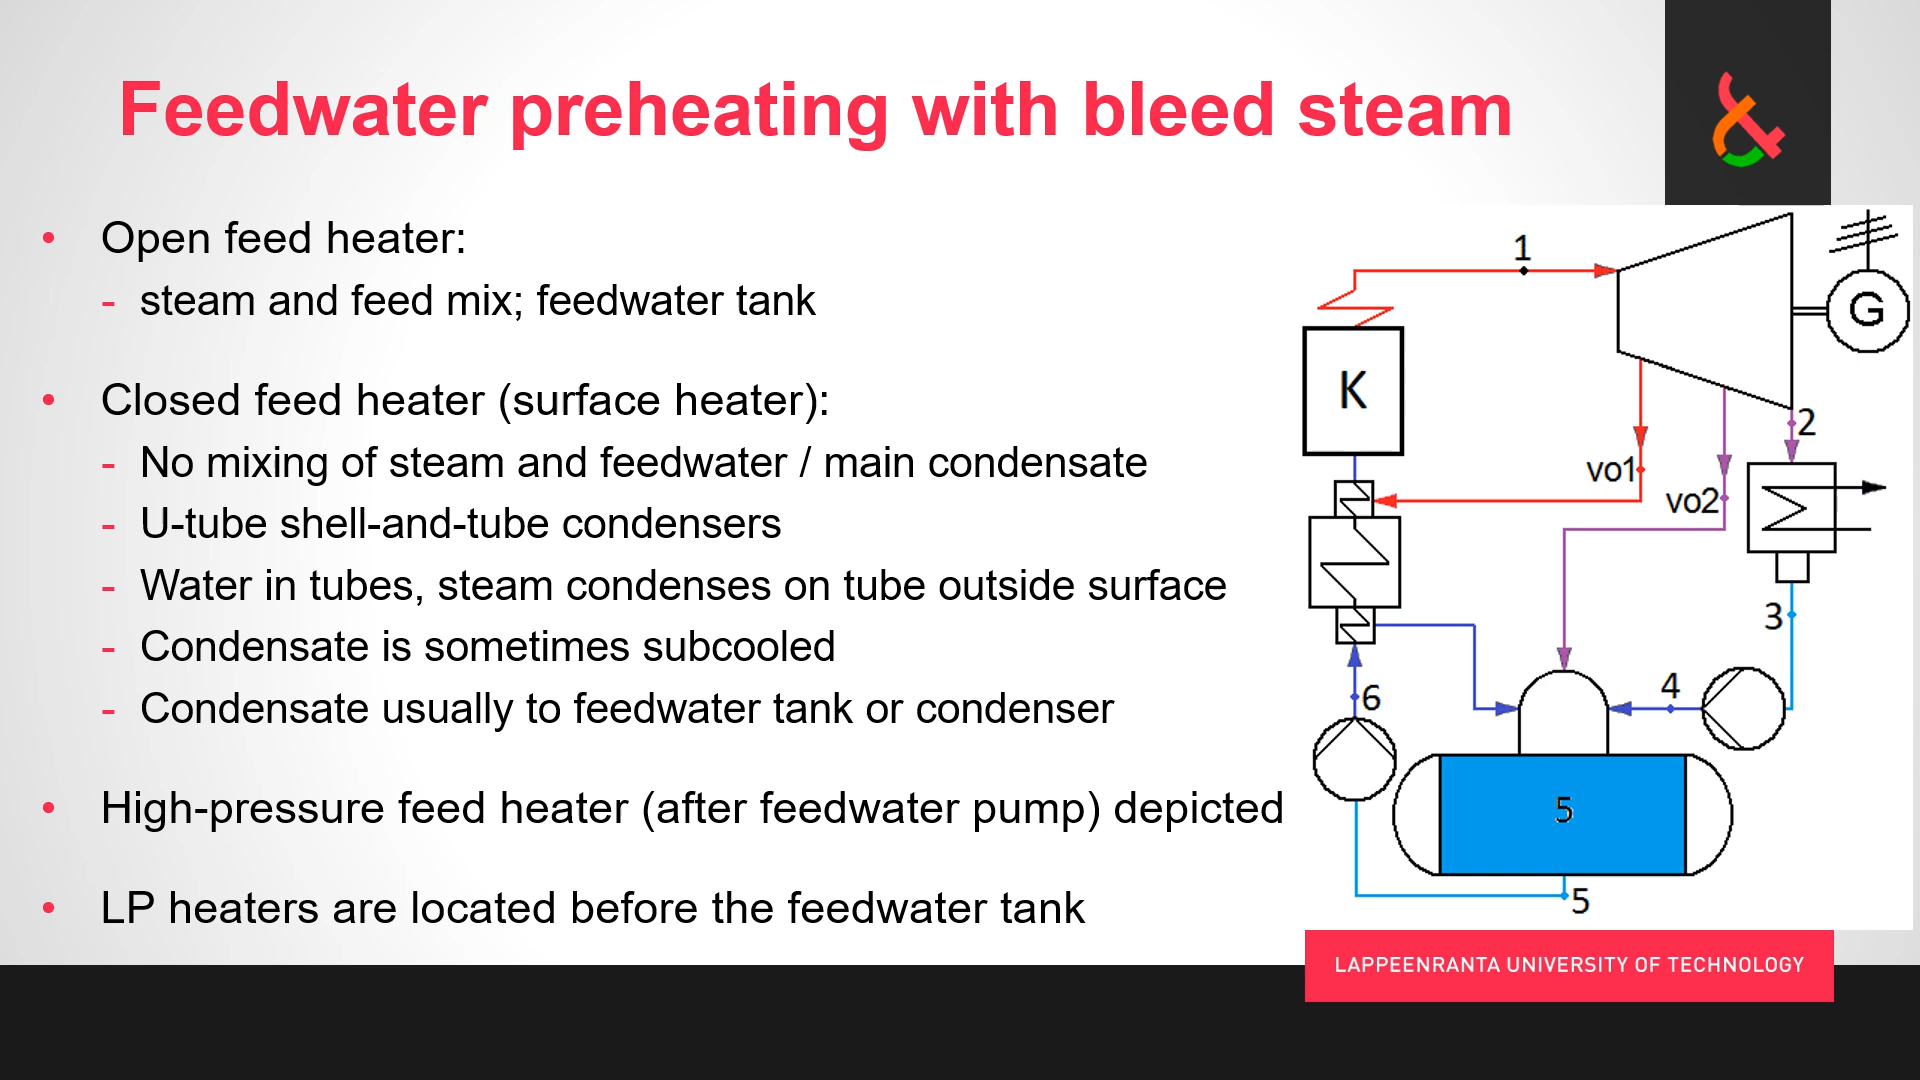 Feedwater preheating with bleed steam
• Open feed heater:
- steam and feed mix; feedwater tank
• Closed feed heater (surface heater):
- No mixing of steam and feedwater / main condensate
- U-tube shell-and-tube condensers
- Water in tubes, steam condenses on tube outside surface
- Condensate is sometimes subcooled
- Condensate usually to feedwater tank or condenser
• High-pressure feed heater (after feedwater pump) depicted
• LP heaters are located before the feedwater tank
1
G
K
2
vo1
vo2
3
4
6
5
5
LAPPEENRANTA UNIVERSITY OF TECHNOLOGY